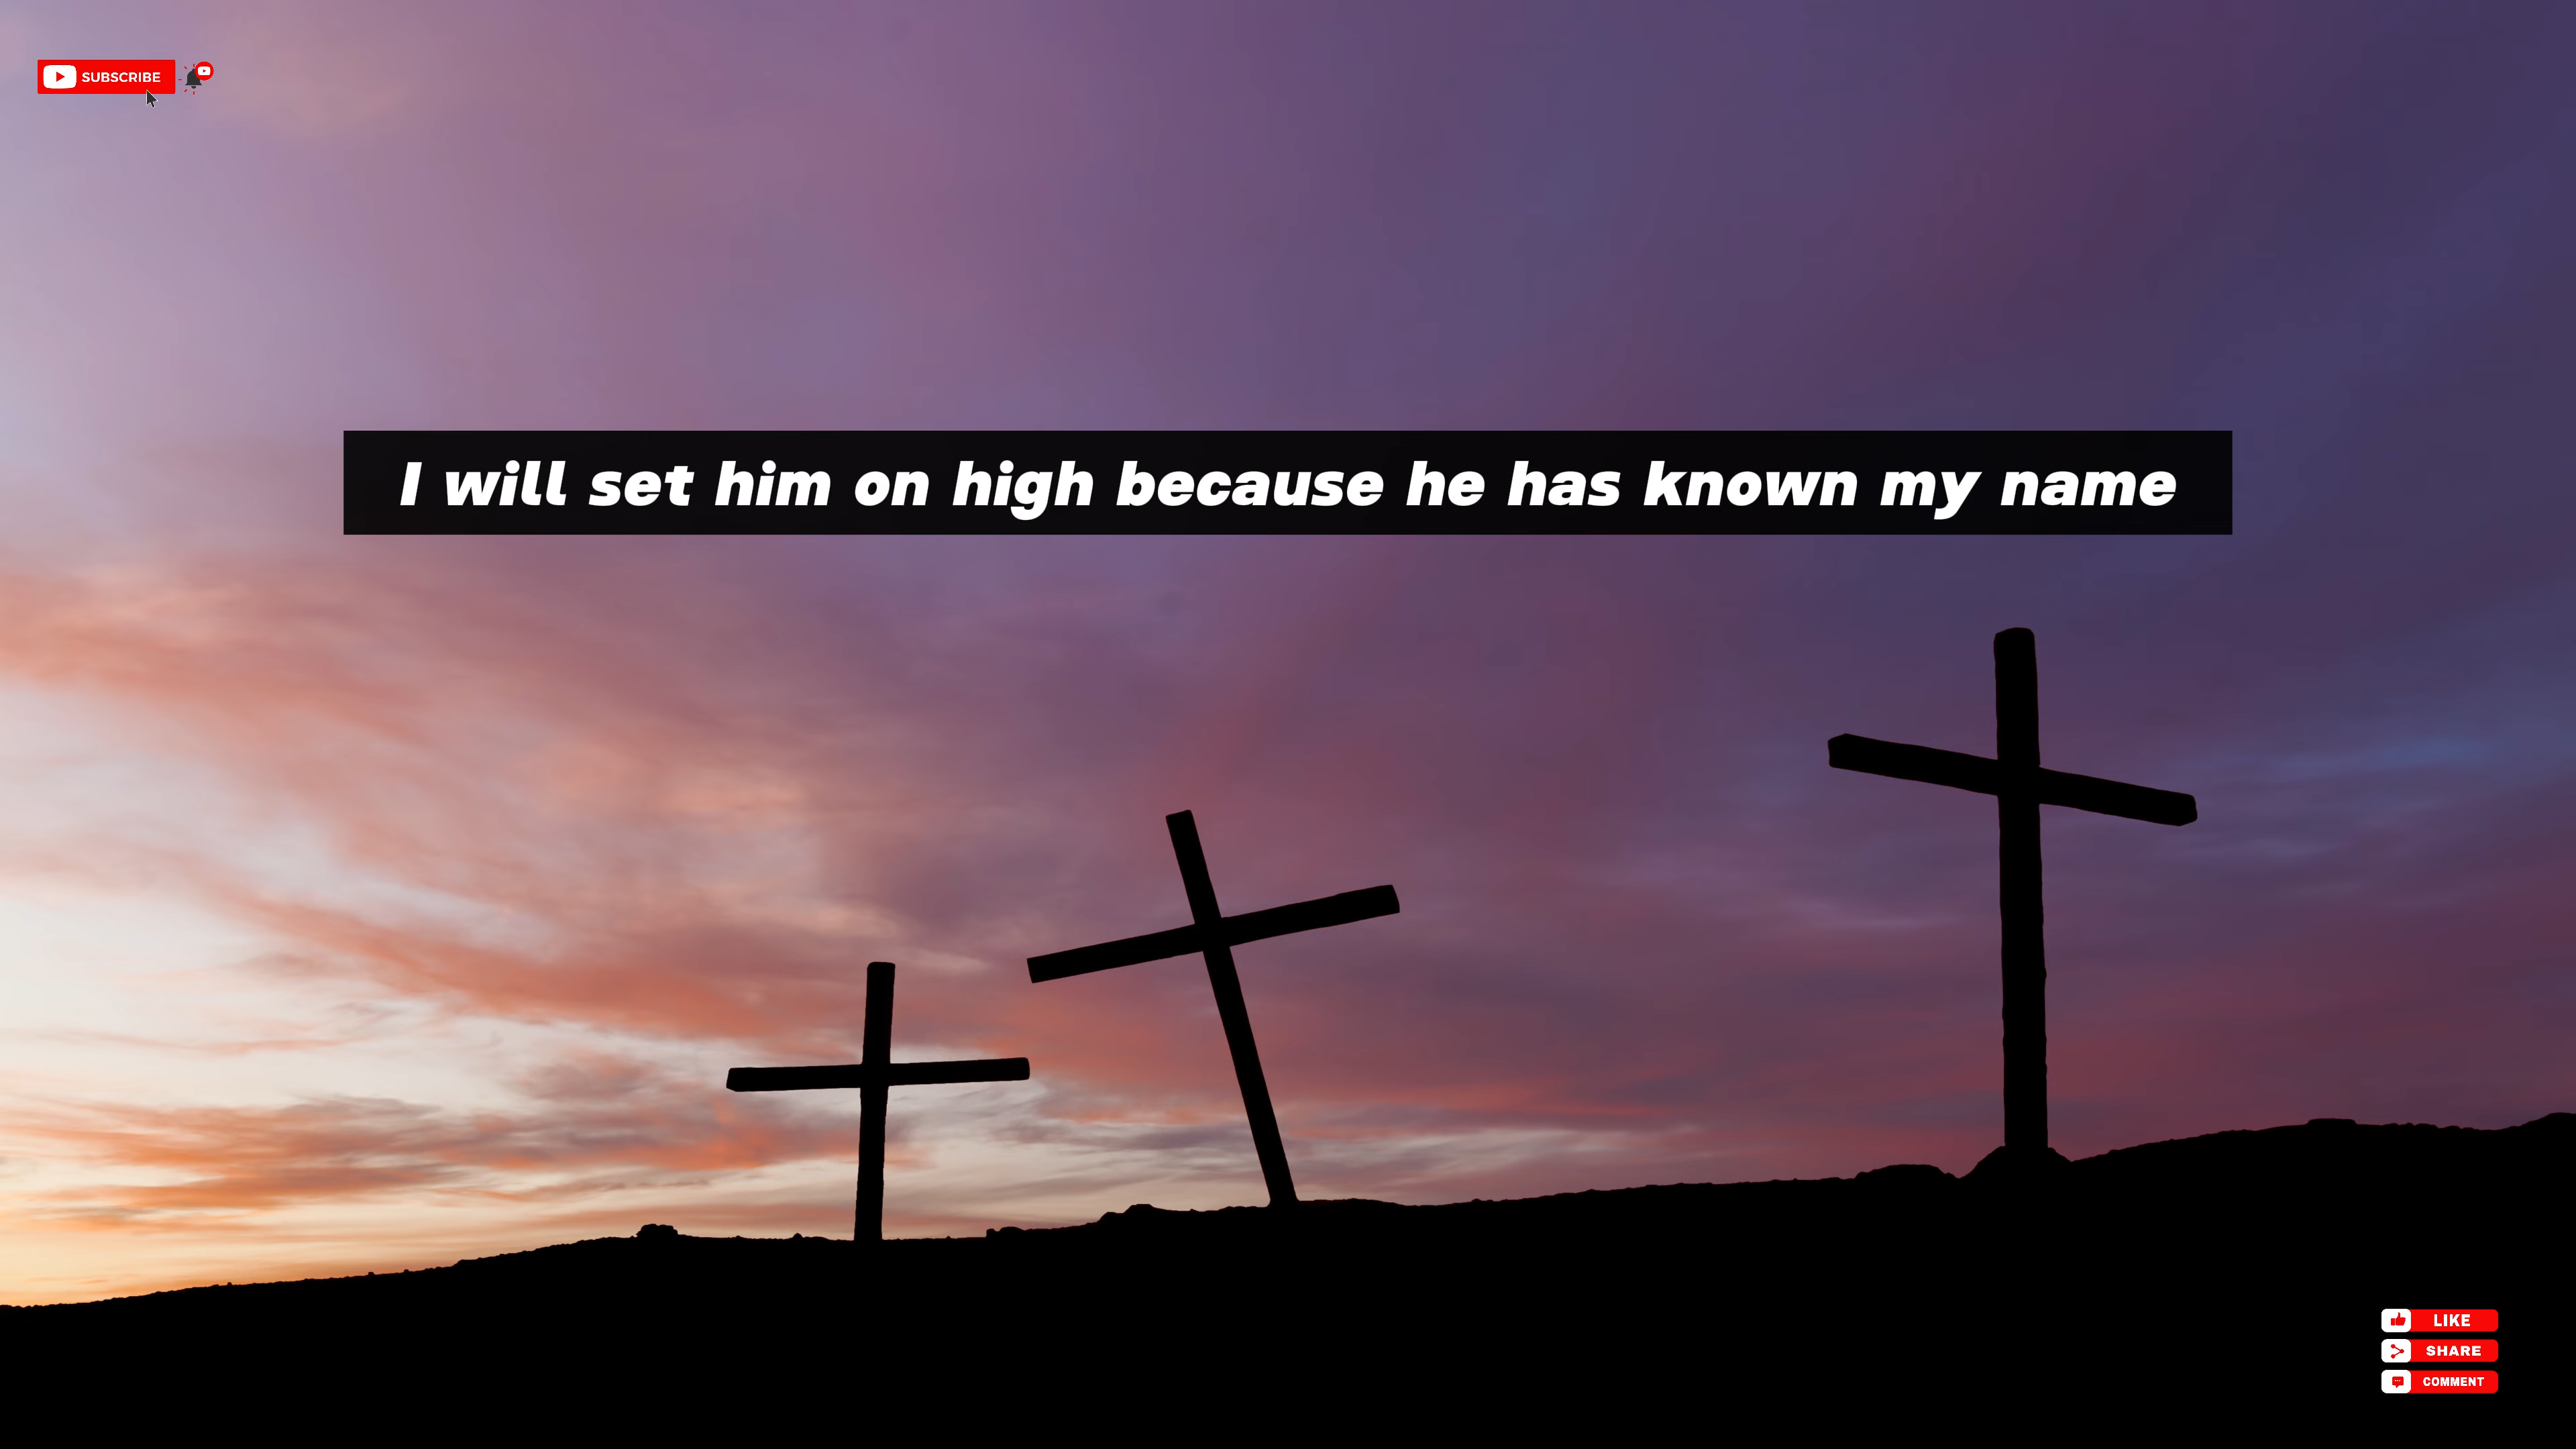 SUBSCRIBE
I will set him on high because he has known my name
LIKE
SHARE
COMMENT